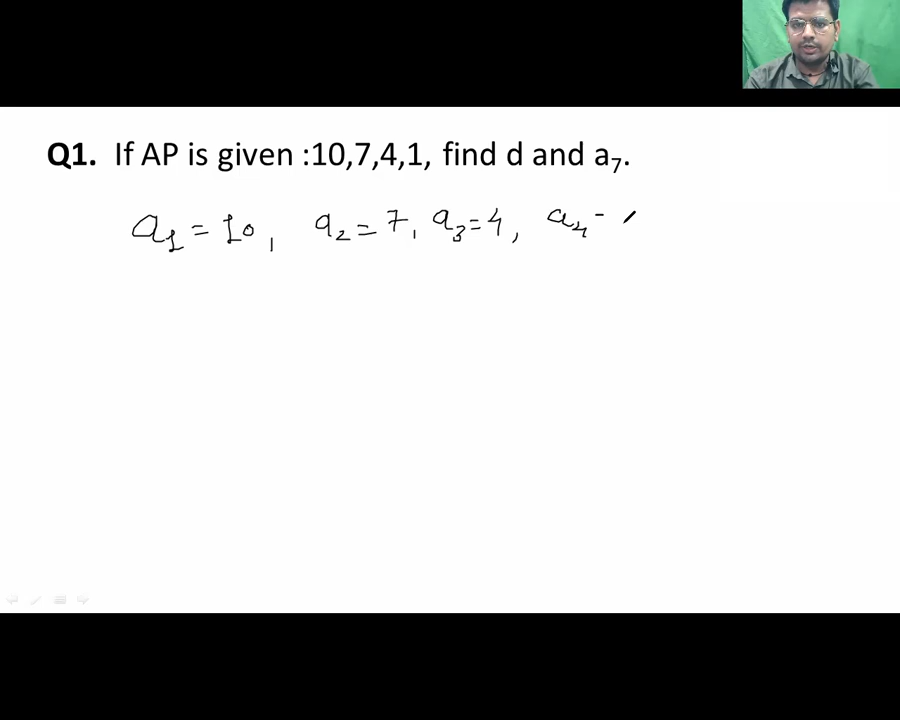 Q1. If AP is given :10,7,4,1, find d and a₇.
a₁ = 10, a₂ = 7, a₃ = 4, a₄ -